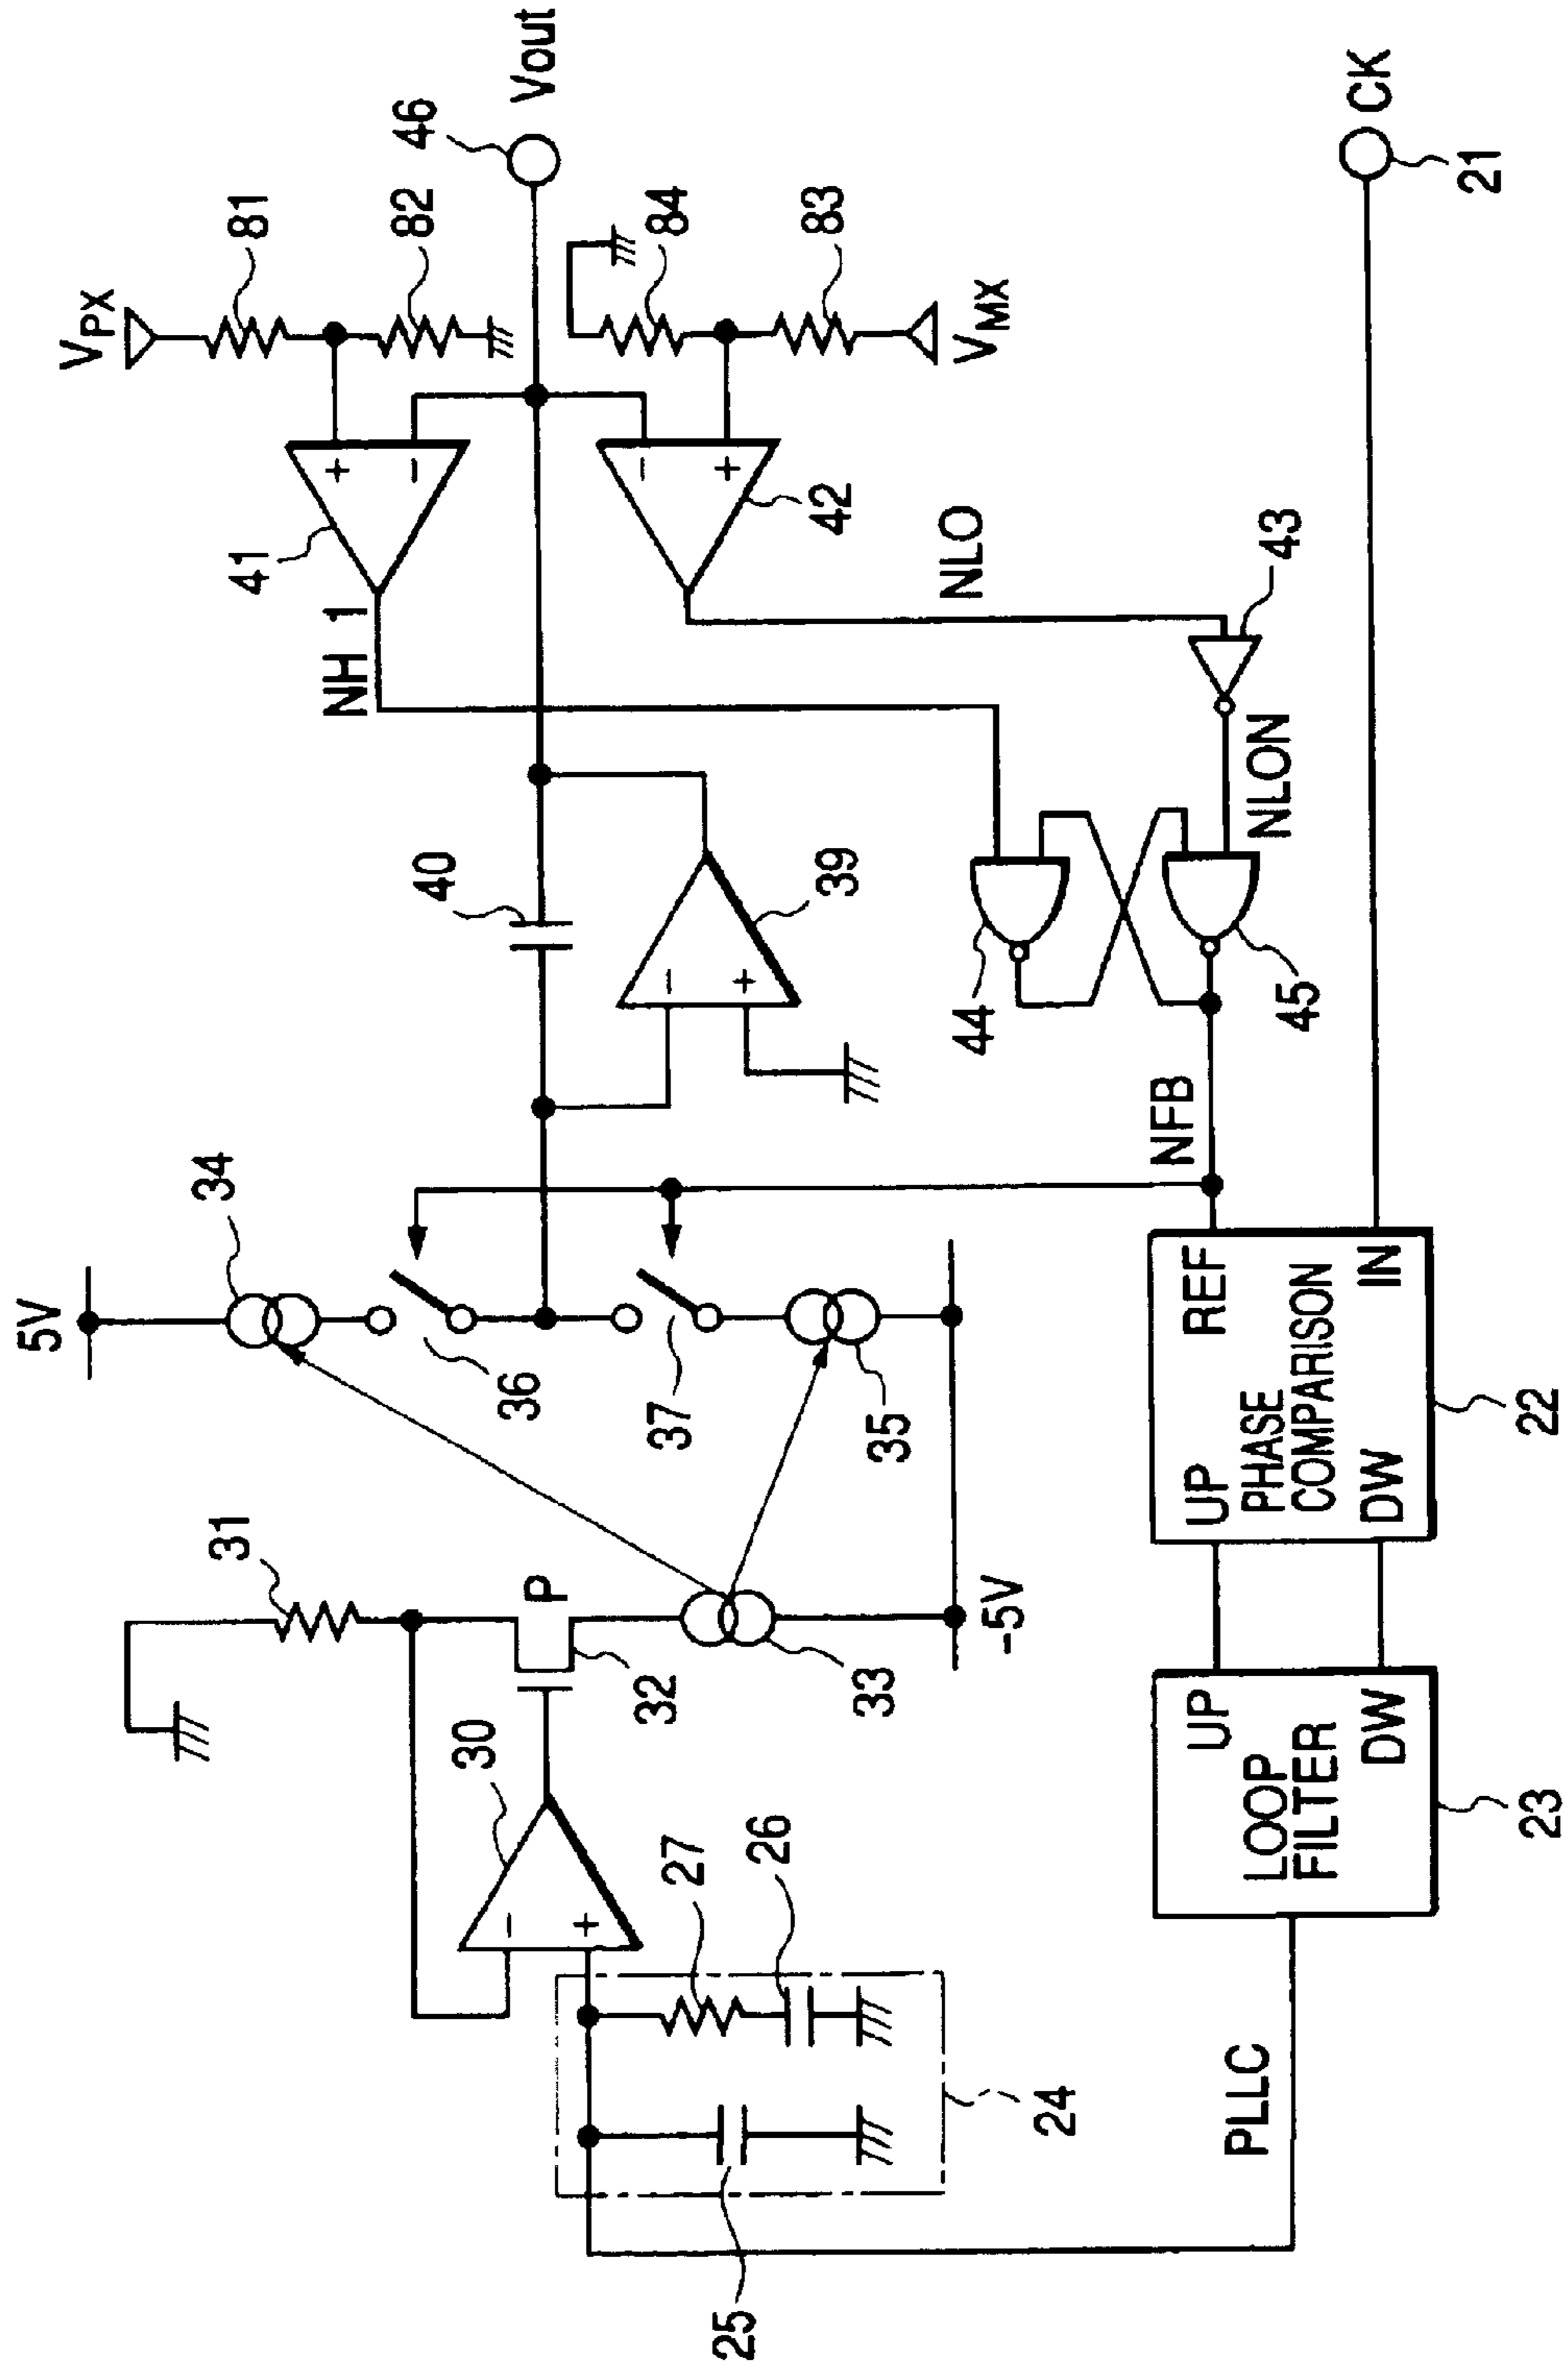 5V
34
31
30
P
32
33
-5V
36
37
35
-
+
27
26
25
24
PLLC
40
39
-
+
V_PX
81
82
46
Vout
84
83
V_MX
41
+
-
42
-
+
NH 1
NLO
43
NLON
44
45
NFB
CK
21
UP REF
PHASE
COMPARISON
DW IN
22
UP
LOOP
FILTER
DW
23